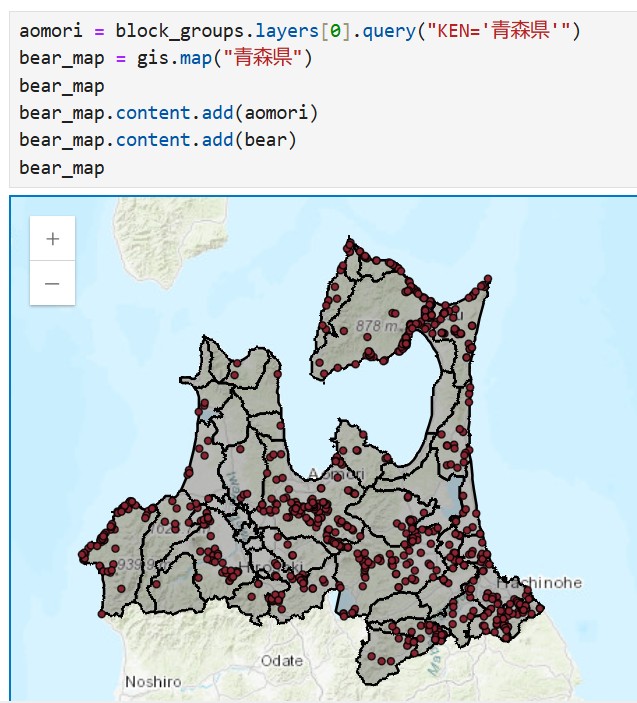 aomori = block_groups.layers[0].query("KEN='青森県'")
bear_map = gis.map("青森県")
bear_map
bear_map.content.add(aomori)
bear_map.content.add(bear)
bear_map
+
−
878 m
Aomori
Hachinohe
Odate
Noshiro